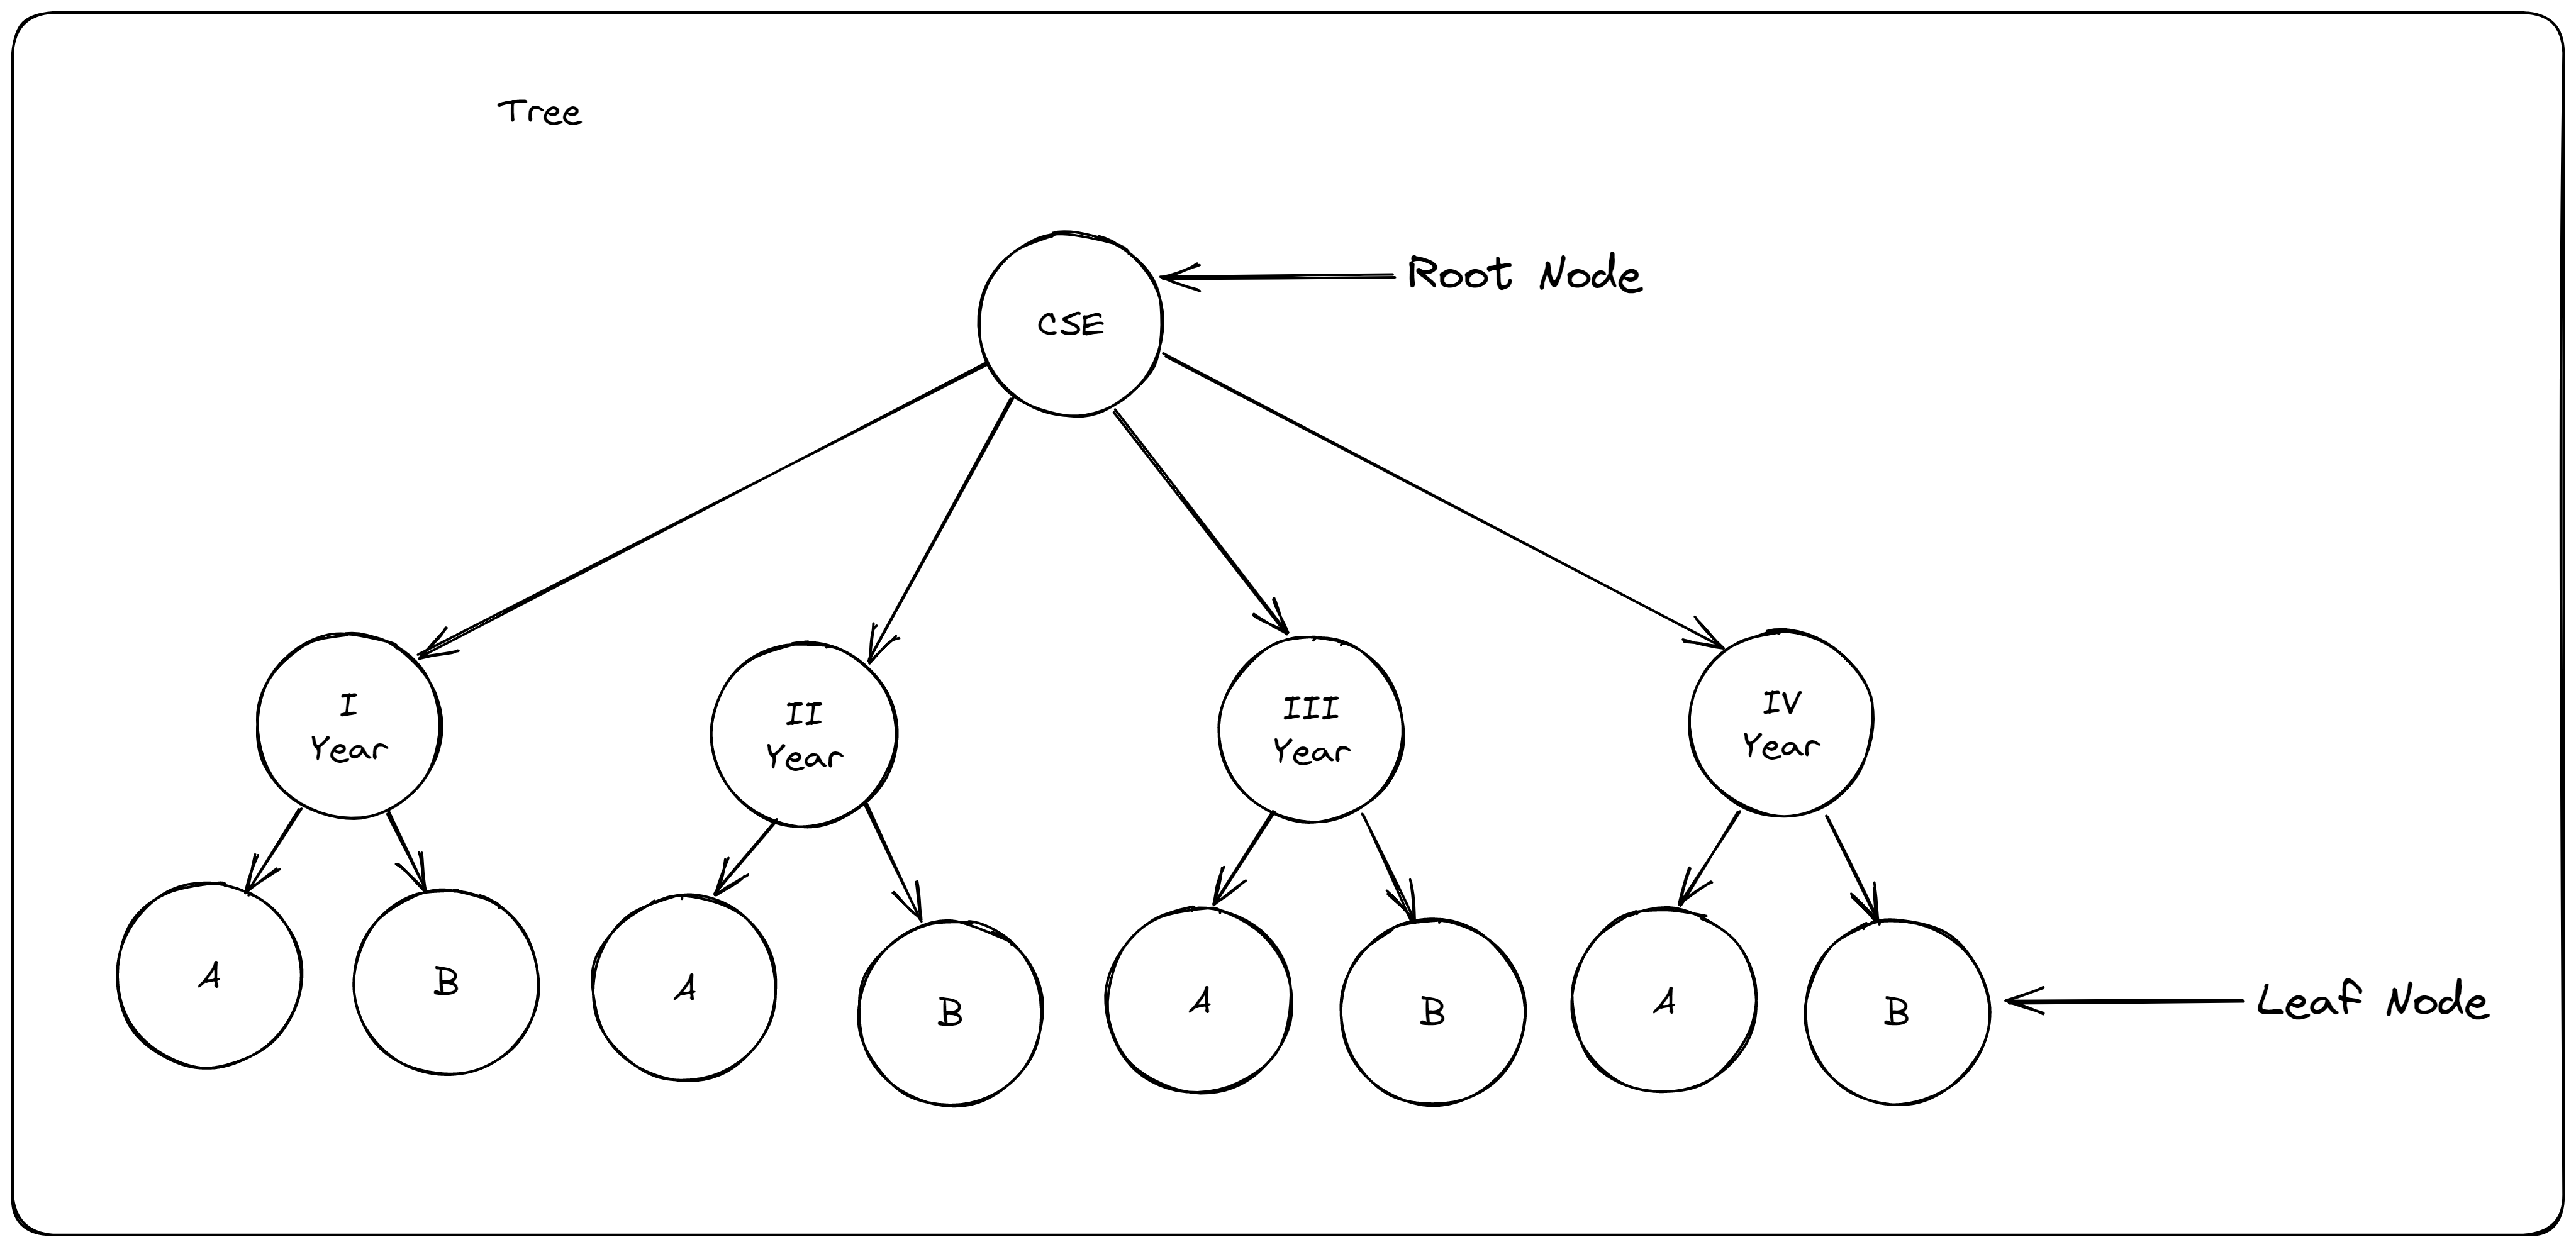 Tree
Root Node
CSE
I
Year
II
Year
III
Year
IV
Year
A
B
A
B
A
B
A
B
Leaf Node